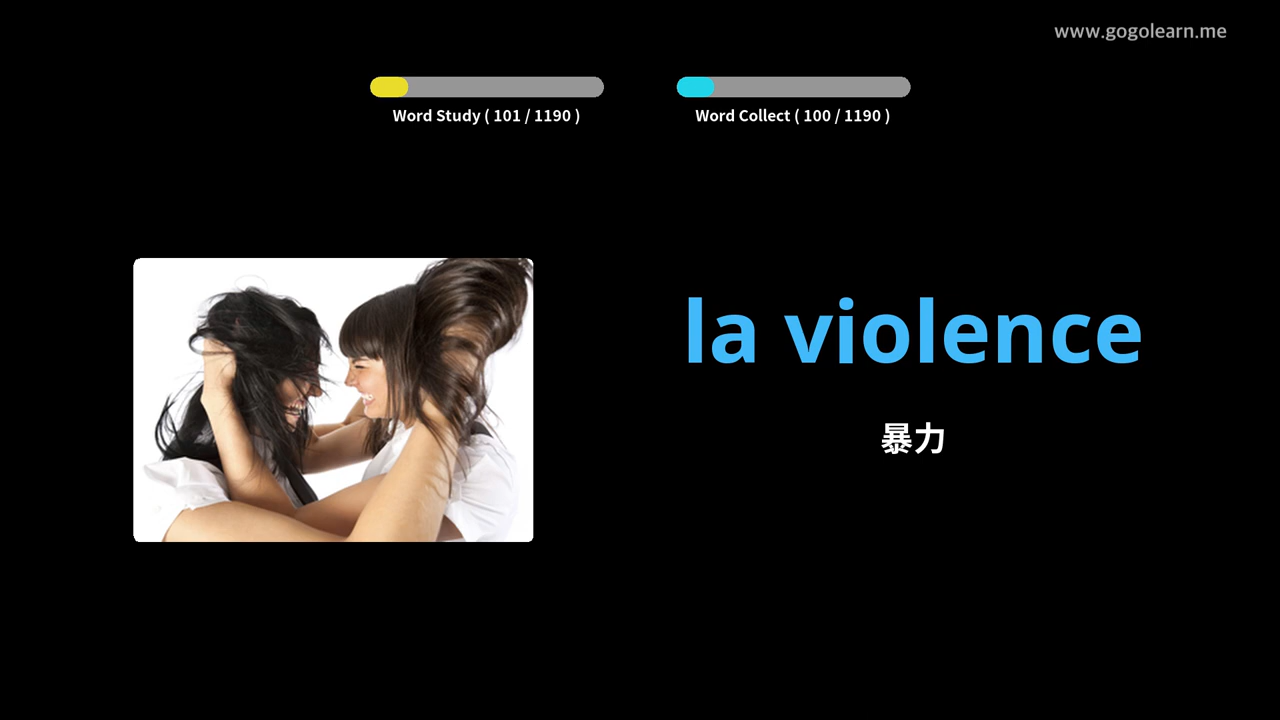 www.gogolearn.me
Word Study ( 101 / 1190 )
Word Collect ( 100 / 1190 )
la violence
暴力